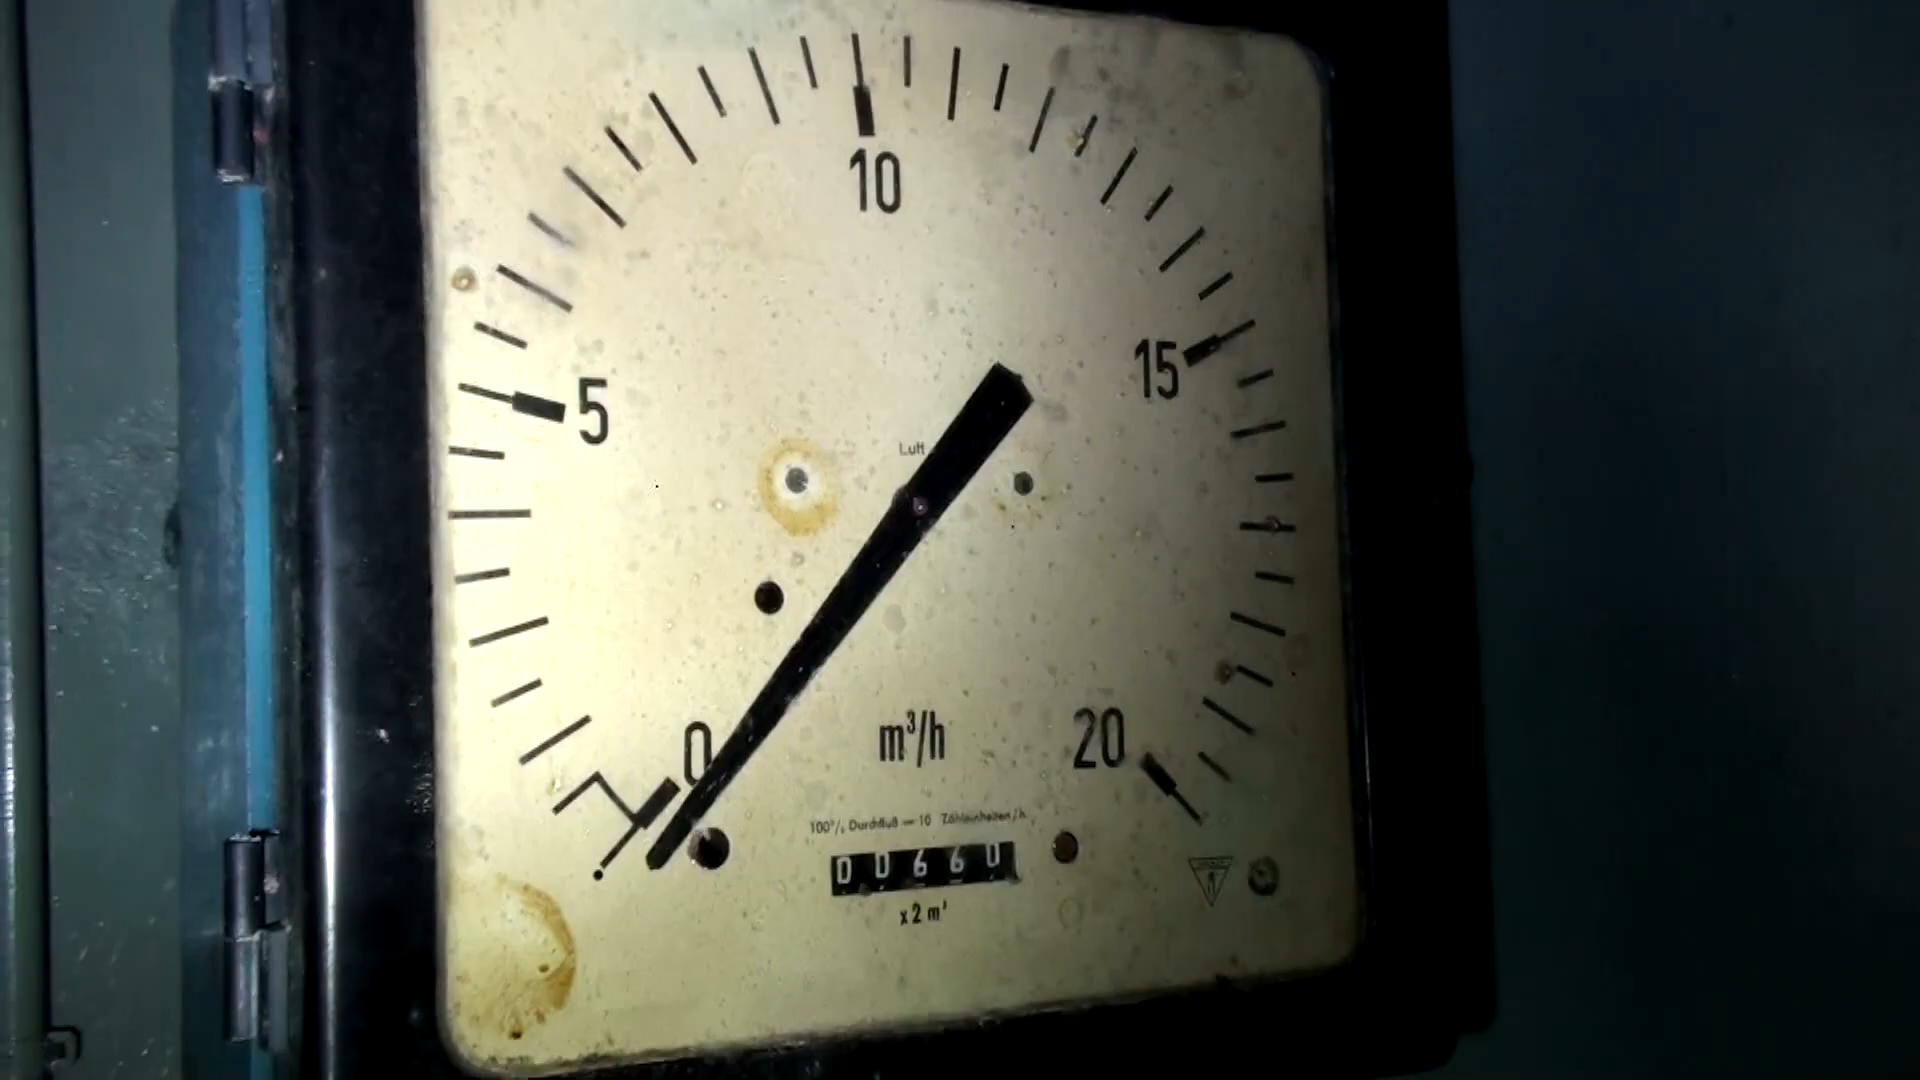 10
15
5
Luft
0
m³/h
20
100% Durchfluß = 10 Zähleinheiten/h
00660
x 2 m³